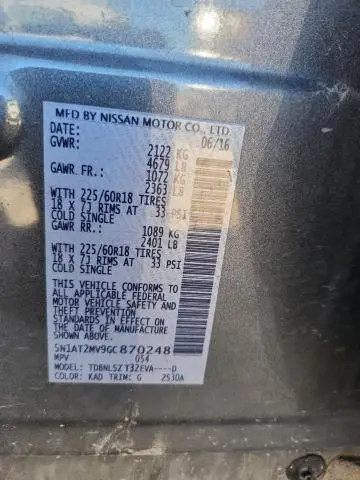 MFD BY NISSAN MOTOR CO., LTD.
DATE: 06/16
GVWR: 2122 KG
4679 LB
GAWR FR: 1072 KG
2363 LB
WITH 225/60R18 TIRES
18 X 7J RIMS AT 33 PSI
COLD SINGLE
GAWR RR: 1089 KG
2401 LB
WITH 225/60R18 TIRES
18 X 7J RIMS AT 33 PSI
COLD SINGLE
THIS VEHICLE CONFORMS TO
ALL APPLICABLE FEDERAL
MOTOR VEHICLE SAFETY
THEFT PREVENTION
STANDARDS IN EFFECT ON
THE DATE OF MANUFACTURE
SHOWN ABOVE
5N1AT2MV9GC870248
MPV 054
MODEL: TDBNLSZ T32EVA----D
COLOR: KAD TRIM: G Z530A